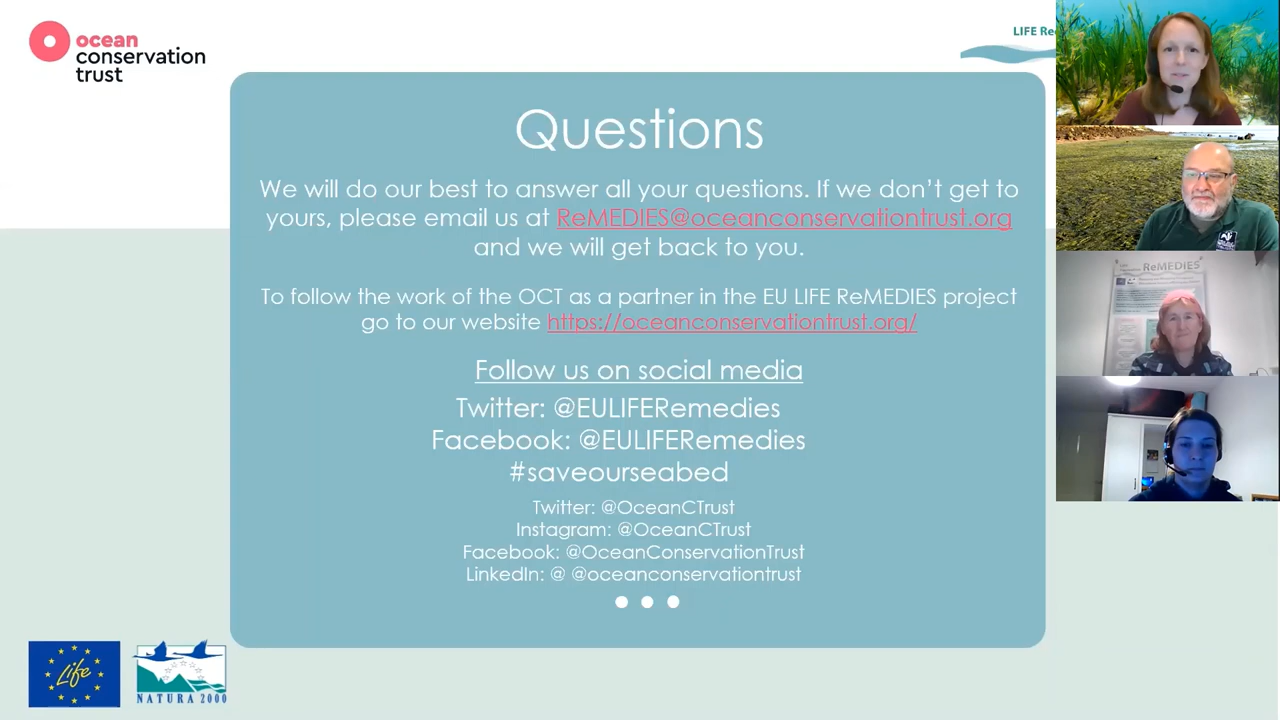 ocean
conservation
trust
LIFE
Questions
We will do our best to answer all your questions. If we don’t get to
yours, please email us at ReMEDIES@oceanconservationtrust.org
and we will get back to you.
To follow the work of the OCT as a partner in the EU LIFE ReMEDIES project
go to our website https://oceanconservationtrust.org/
Follow us on social media
Twitter: @EULIFERemedies
Facebook: @EULIFERemedies
#saveourseabed
Twitter: @OceanCTrust
Instagram: @OceanCTrust
Facebook: @OceanConservationTrust
LinkedIn: @ @oceanconservationtrust
Life
NATURA 2000
ReMEDIES